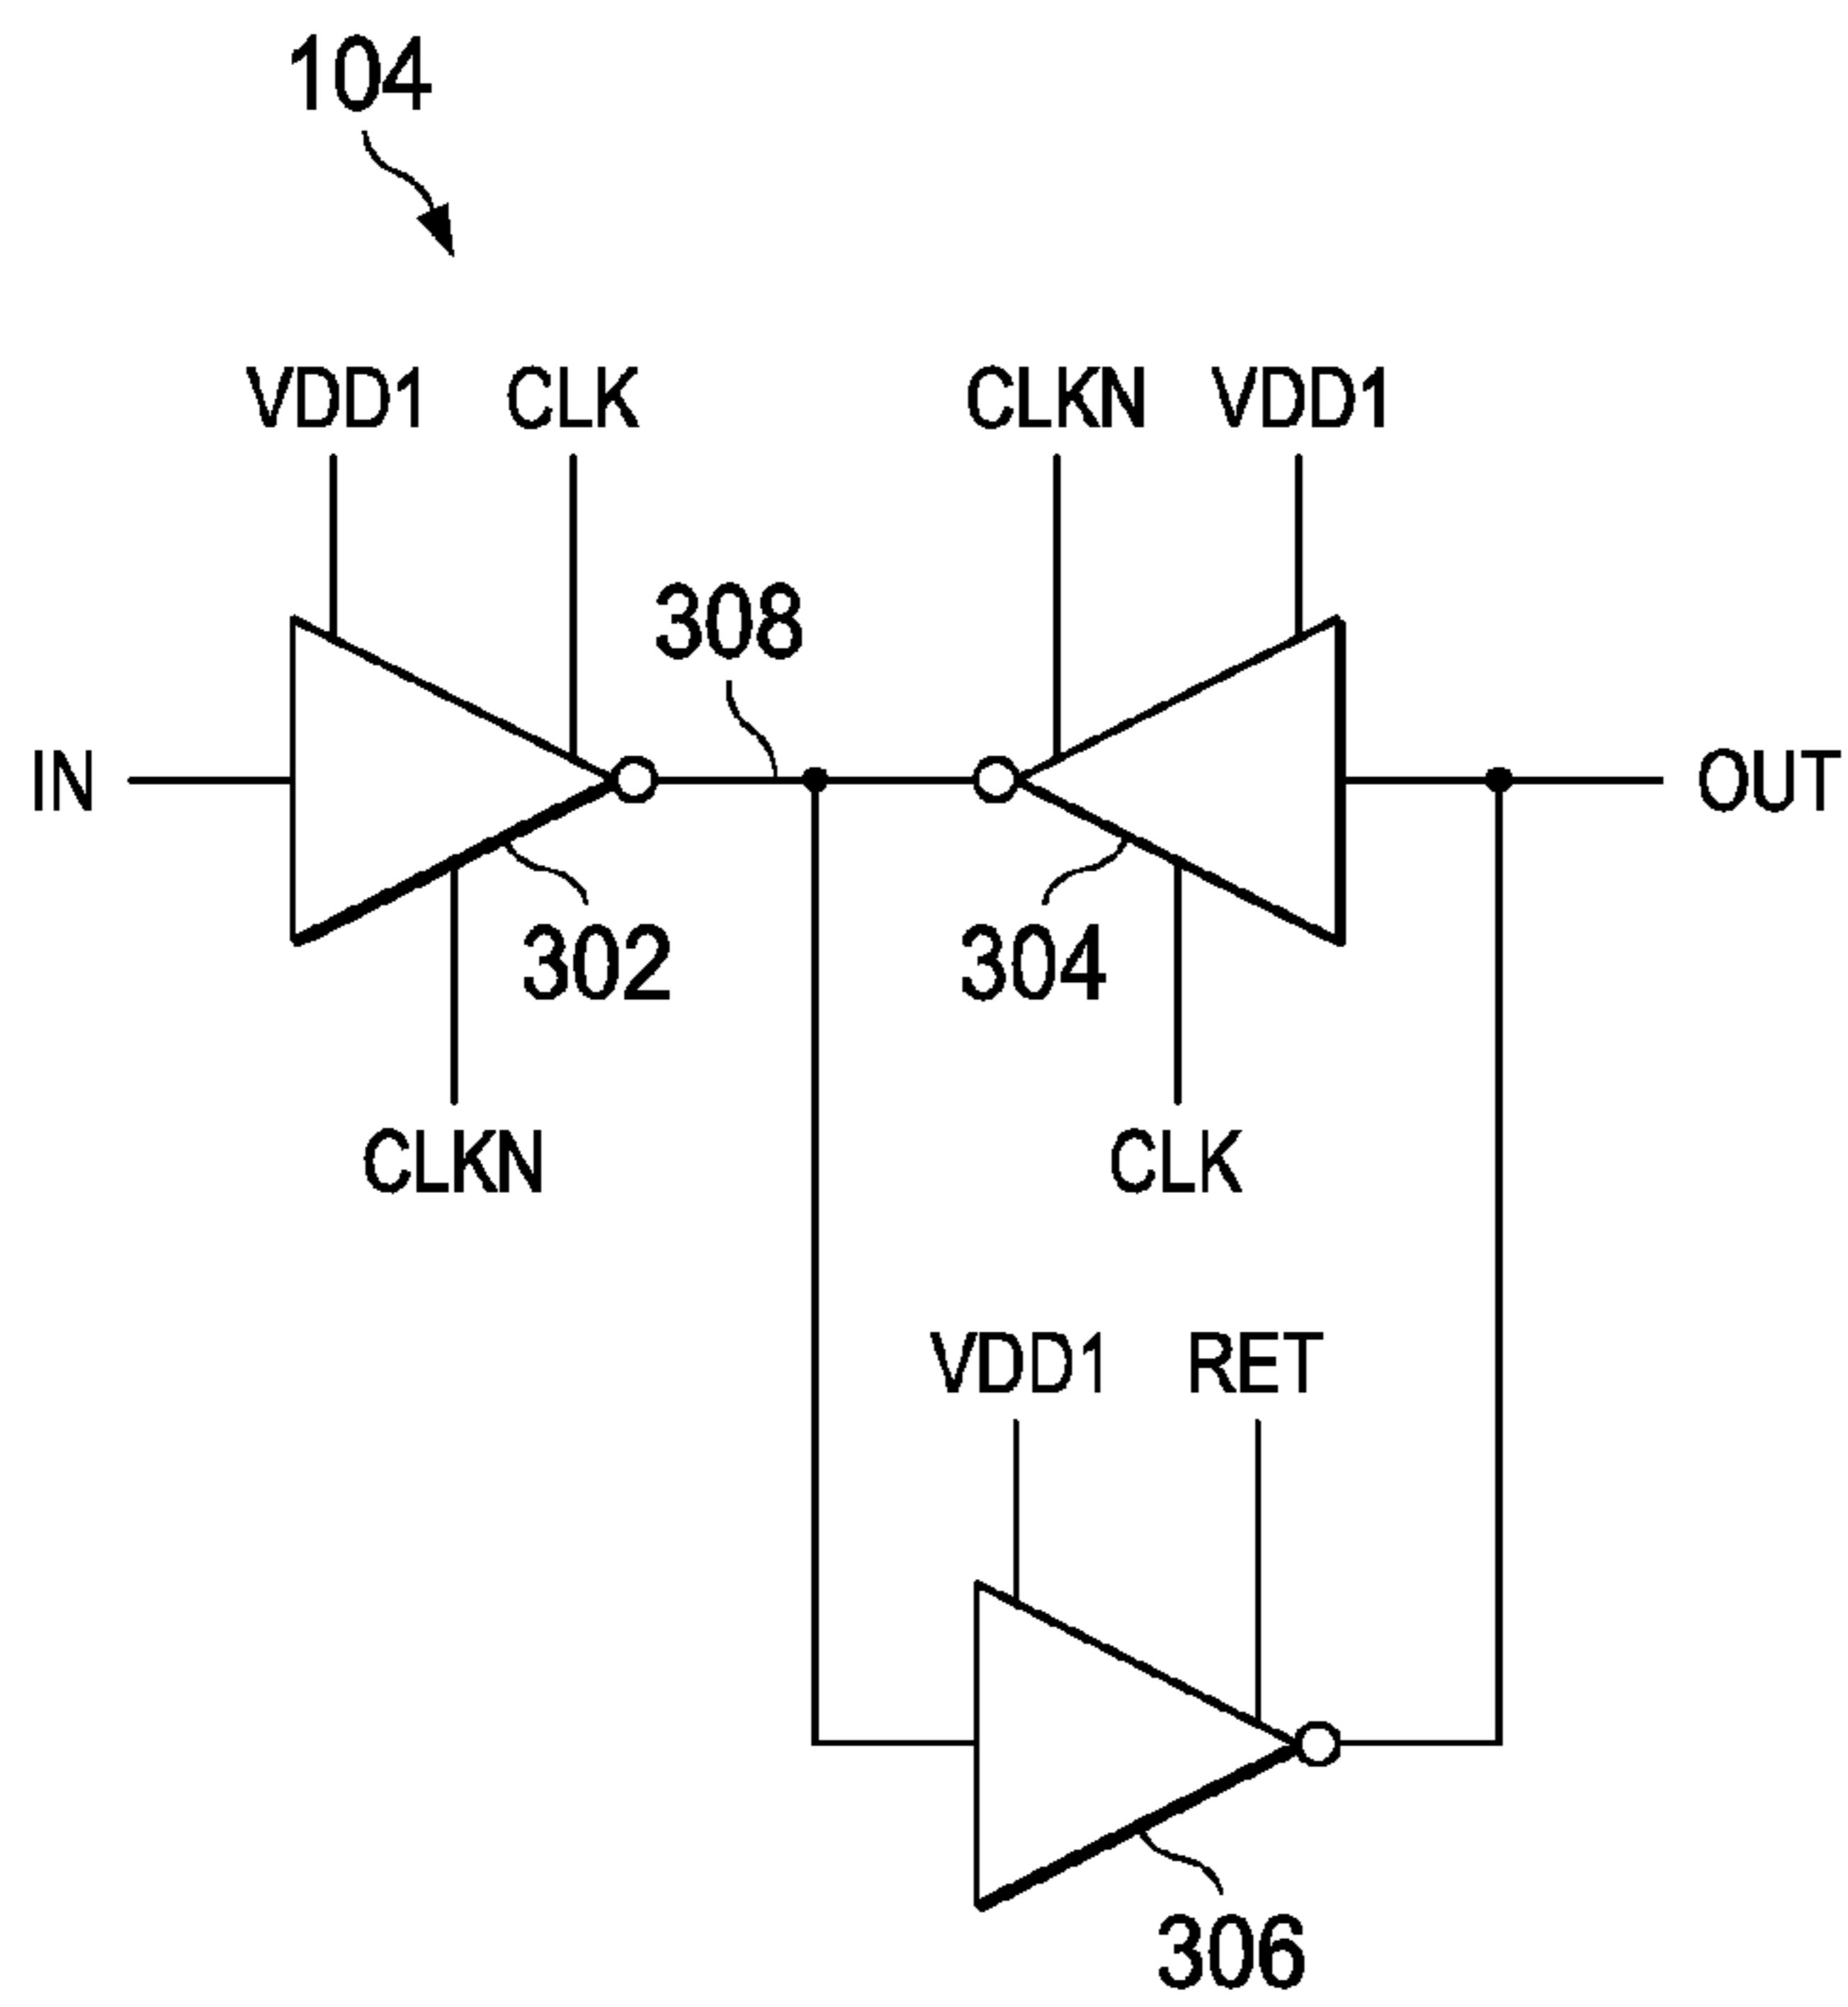 104
VDD1 CLK CLKN VDD1
308
IN OUT
302 304
CLKN CLK
VDD1 RET
306